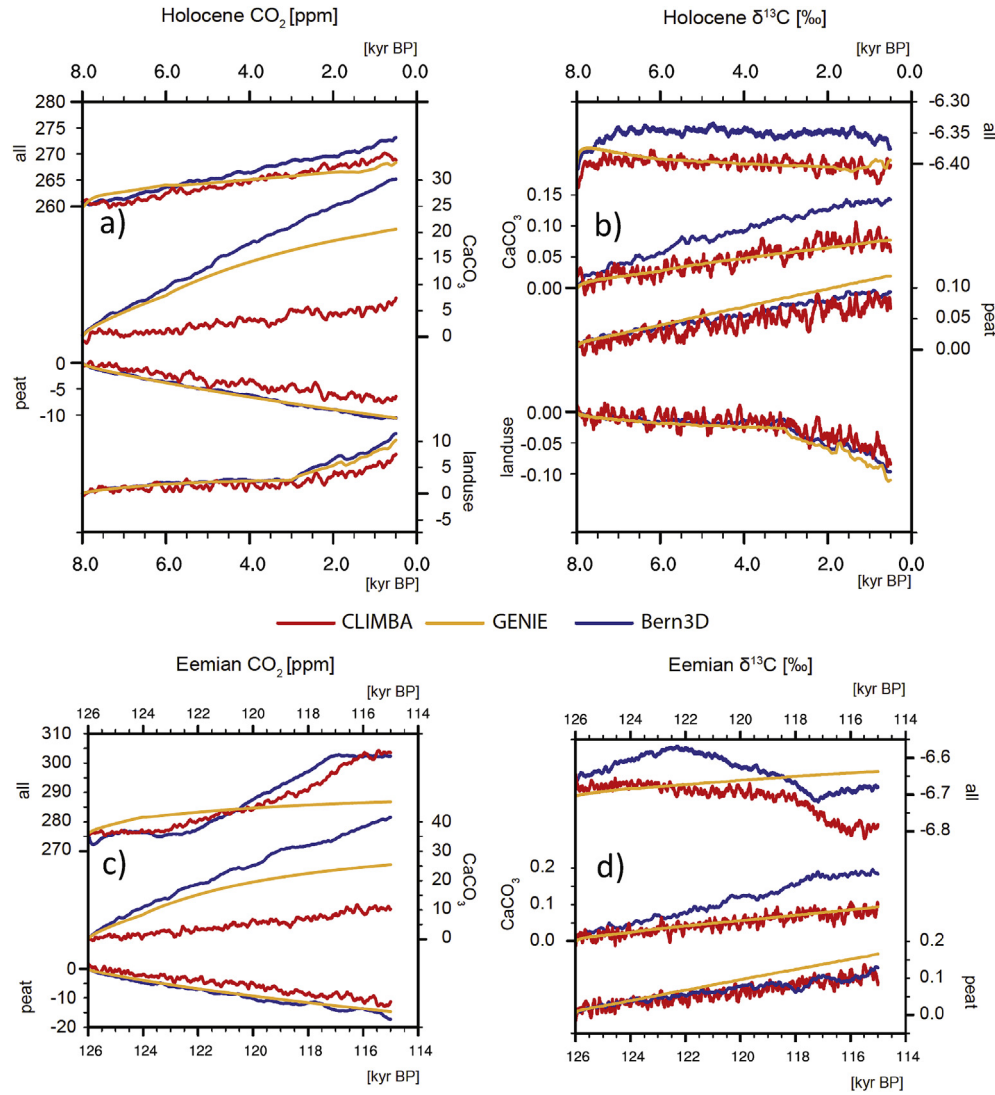 Holocene CO2 [ppm]
[kyr BP]
8.0 6.0 4.0 2.0 0.0
280
275
270
265
260
all
30
25
20
15
10
5
0
CaCO3
a)
0
-5
-10
peat
10
5
0
-5
landuse
8.0 6.0 4.0 2.0 0.0
[kyr BP]
Holocene δ13C [‰]
[kyr BP]
8.0 6.0 4.0 2.0 0.0
-6.30
-6.35
-6.40
all
0.15
0.10
0.05
0.00
CaCO3
b)
0.10
0.05
0.00
peat
0.00
-0.05
-0.10
landuse
8.0 6.0 4.0 2.0 0.0
[kyr BP]
CLIMBA GENIE Bern3D
Eemian CO2 [ppm]
[kyr BP]
126 124 122 120 118 116 114
310
300
290
280
270
all
40
30
20
10
0
CaCO3
c)
0
-10
-20
peat
126 124 122 120 118 116 114
[kyr BP]
Eemian δ13C [‰]
[kyr BP]
126 124 122 120 118 116 114
-6.6
-6.7
-6.8
all
0.2
0.1
0.0
CaCO3
d)
0.2
0.1
0.0
peat
126 124 122 120 118 116 114
[kyr BP]